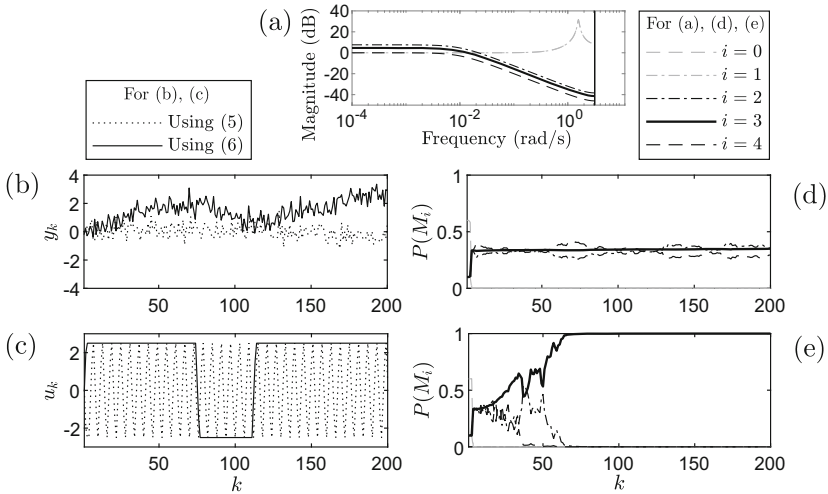 (a)
Magnitude (dB)
40
20
0
-20
-40
10^-4
10^-2
10^0
Frequency (rad/s)
For (a), (d), (e)
i = 0
i = 1
i = 2
i = 3
i = 4
For (b), (c)
Using (5)
Using (6)
(b)
y_k
4
2
0
-2
-4
50
100
150
200
(d)
P(M_i)
1
0.5
0
50
100
150
200
(c)
u_k
2
0
-2
50
100
150
200
k
(e)
P(M_i)
1
0.5
0
50
100
150
200
k